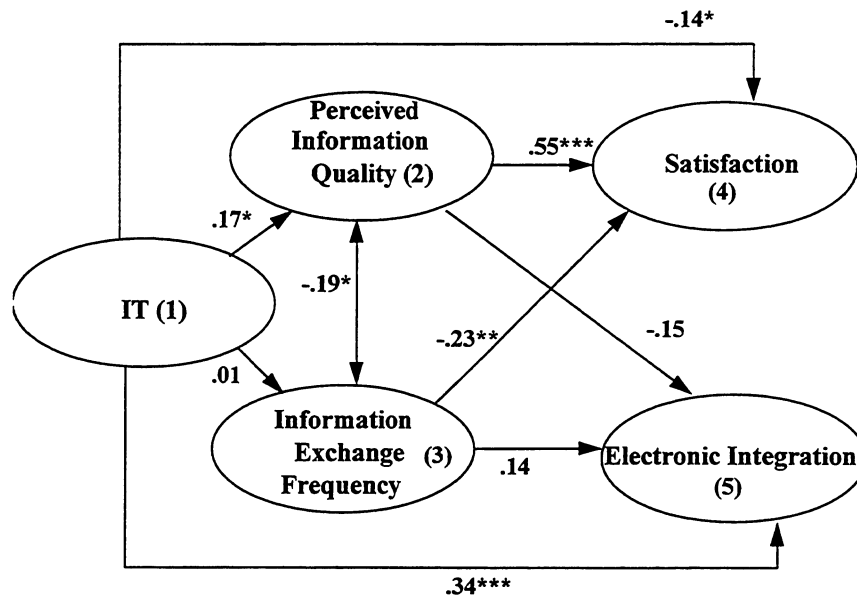 -.14*
Perceived
Information
Quality (2)
.55***
Satisfaction
(4)
.17*
IT (1)
-.19*
-.23**
-.15
.01
Information
Exchange (3)
Frequency
.14
Electronic Integration
(5)
.34***